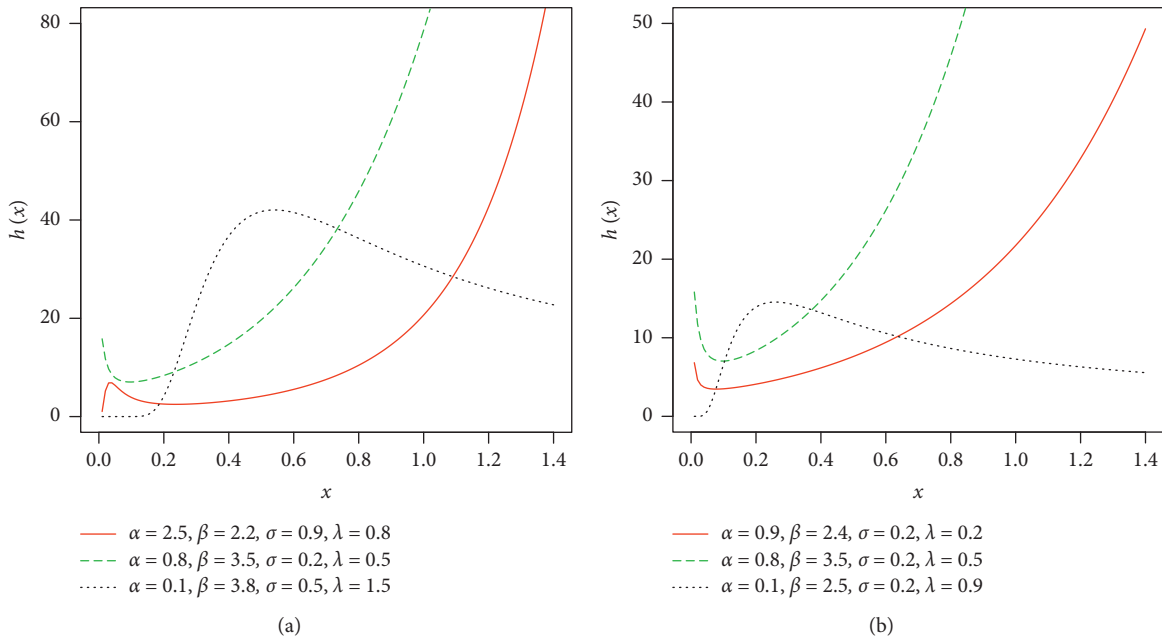 80
60
40
20
0
h (x)
0.0 0.2 0.4 0.6 0.8 1.0 1.2 1.4
x
α = 2.5, β = 2.2, σ = 0.9, λ = 0.8
α = 0.8, β = 3.5, σ = 0.2, λ = 0.5
α = 0.1, β = 3.8, σ = 0.5, λ = 1.5
(a)
50
40
30
20
10
0
h (x)
0.0 0.2 0.4 0.6 0.8 1.0 1.2 1.4
x
α = 0.9, β = 2.4, σ = 0.2, λ = 0.2
α = 0.8, β = 3.5, σ = 0.2, λ = 0.5
α = 0.1, β = 2.5, σ = 0.2, λ = 0.9
(b)